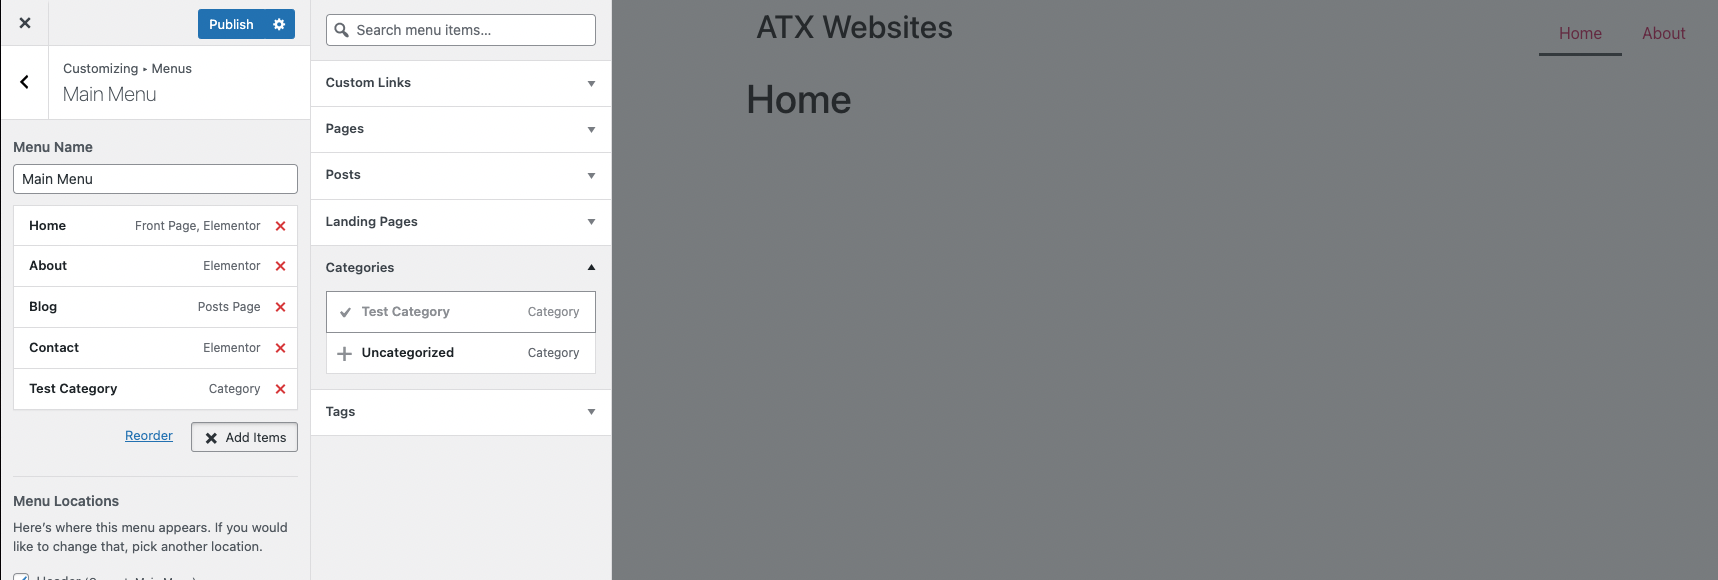 Publish
Customizing ▸ Menus
Main Menu
Menu Name
Main Menu
Home Front Page, Elementor
About Elementor
Blog Posts Page
Contact Elementor
Test Category Category
Reorder Add Items
Menu Locations
Here’s where this menu appears. If you would
like to change that, pick another location.
Search menu items…
Custom Links
Pages
Posts
Landing Pages
Categories
Test Category Category
Uncategorized Category
Tags
ATX Websites
Home About
Home